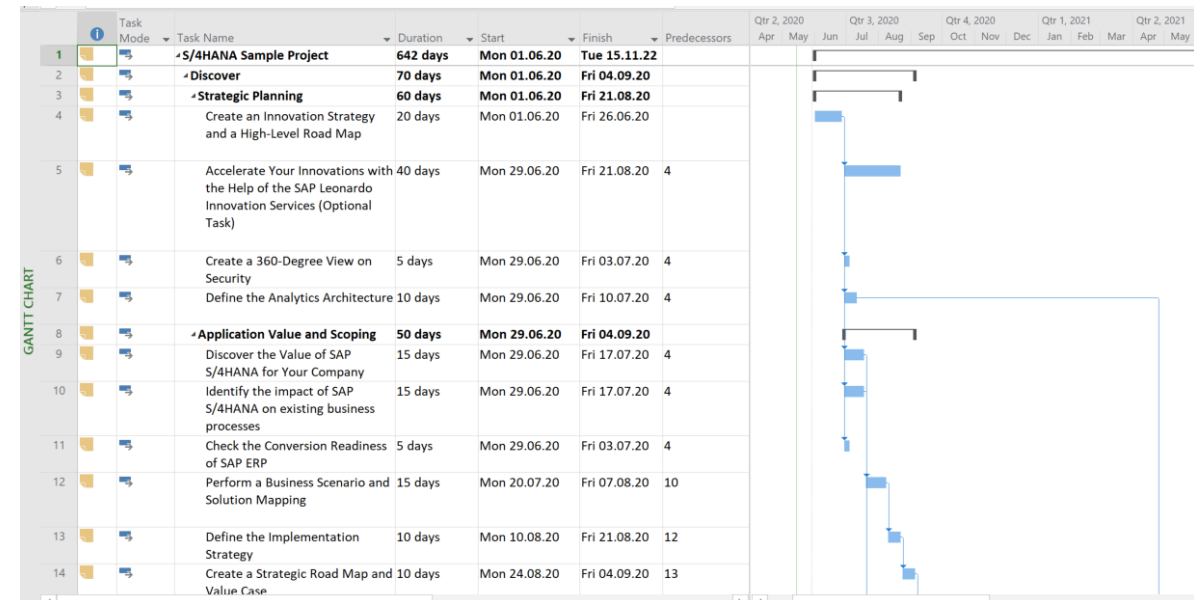 Qtr 2, 2020 Qtr 3, 2020 Qtr 4, 2020 Qtr 1, 2021 Qtr 2, 2021
Task Mode Task Name Duration Start Finish Predecessors Apr May Jun Jul Aug Sep Oct Nov Dec Jan Feb Mar Apr May
GANTT CHART
1 S/4HANA Sample Project 642 days Mon 01.06.20 Tue 15.11.22
2 Discover 70 days Mon 01.06.20 Fri 04.09.20
3 Strategic Planning 60 days Mon 01.06.20 Fri 21.08.20
4 Create an Innovation Strategy 20 days Mon 01.06.20 Fri 26.06.20
and a High-Level Road Map
5 Accelerate Your Innovations with 40 days Mon 29.06.20 Fri 21.08.20 4
the Help of the SAP Leonardo
Innovation Services (Optional
Task)
6 Create a 360-Degree View on 5 days Mon 29.06.20 Fri 03.07.20 4
Security
7 Define the Analytics Architecture 10 days Mon 29.06.20 Fri 10.07.20 4
8 Application Value and Scoping 50 days Mon 29.06.20 Fri 04.09.20
9 Discover the Value of SAP 15 days Mon 29.06.20 Fri 17.07.20 4
S/4HANA for Your Company
10 Identify the impact of SAP 15 days Mon 29.06.20 Fri 17.07.20 4
S/4HANA on existing business
processes
11 Check the Conversion Readiness 5 days Mon 29.06.20 Fri 03.07.20 4
of SAP ERP
12 Perform a Business Scenario and 15 days Mon 20.07.20 Fri 07.08.20 10
Solution Mapping
13 Define the Implementation 10 days Mon 10.08.20 Fri 21.08.20 12
Strategy
14 Create a Strategic Road Map and 10 days Mon 24.08.20 Fri 04.09.20 13
Value Case